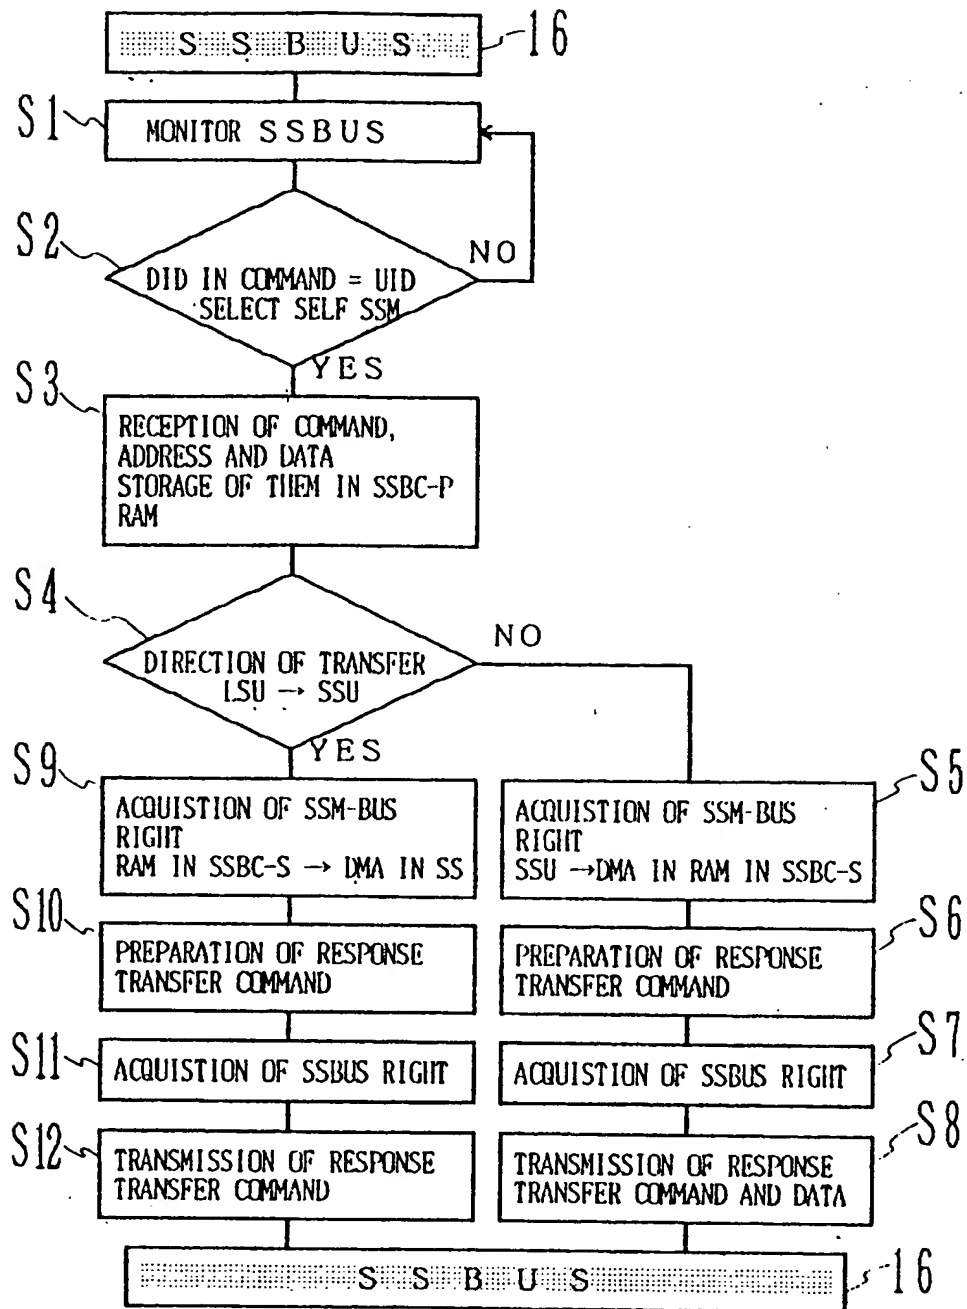 SSBUS
16
S1
MONITOR SSBUS
S2
NO
DID IN COMMAND = UID
SELECT SELF SSM
YES
S3
RECEPTION OF COMMAND,
ADDRESS AND DATA
STORAGE OF THEM IN SSBC-P
RAM
S4
NO
DIRECTION OF TRANSFER
LSU → SSU
YES
S9
ACQUISTION OF SSM-BUS
RIGHT
RAM IN SSBC-S → DMA IN SS
S5
ACQUISTION OF SSM-BUS
RIGHT
SSU → DMA IN RAM IN SSBC-S
S10
PREPARATION OF RESPONSE
TRANSFER COMMAND
S6
PREPARATION OF RESPONSE
TRANSFER COMMAND
S11
ACQUISTION OF SSBUS RIGHT
S7
ACQUISTION OF SSBUS RIGHT
S12
TRANSMISSION OF RESPONSE
TRANSFER COMMAND
S8
TRANSMISSION OF RESPONSE
TRANSFER COMMAND AND DATA
SSBUS
16